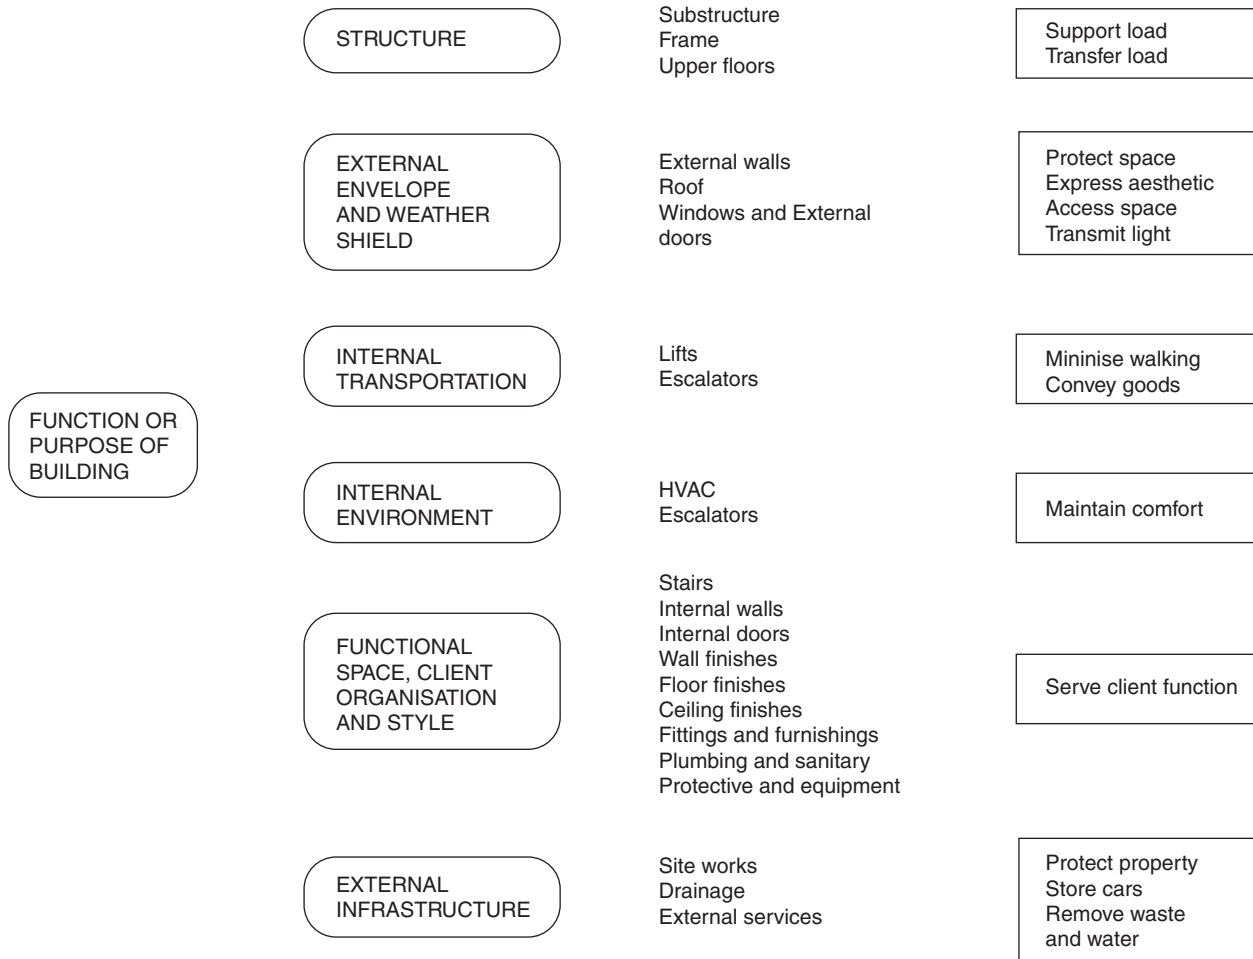 STRUCTURE
Substructure
Frame
Upper floors
Support load
Transfer load
EXTERNAL
ENVELOPE
AND WEATHER
SHIELD
External walls
Roof
Windows and External
doors
Protect space
Express aesthetic
Access space
Transmit light
INTERNAL
TRANSPORTATION
Lifts
Escalators
Mininise walking
Convey goods
FUNCTION OR
PURPOSE OF
BUILDING
INTERNAL
ENVIRONMENT
HVAC
Escalators
Maintain comfort
FUNCTIONAL
SPACE, CLIENT
ORGANISATION
AND STYLE
Stairs
Internal walls
Internal doors
Wall finishes
Floor finishes
Ceiling finishes
Fittings and furnishings
Plumbing and sanitary
Protective and equipment
Serve client function
EXTERNAL
INFRASTRUCTURE
Site works
Drainage
External services
Protect property
Store cars
Remove waste
and water